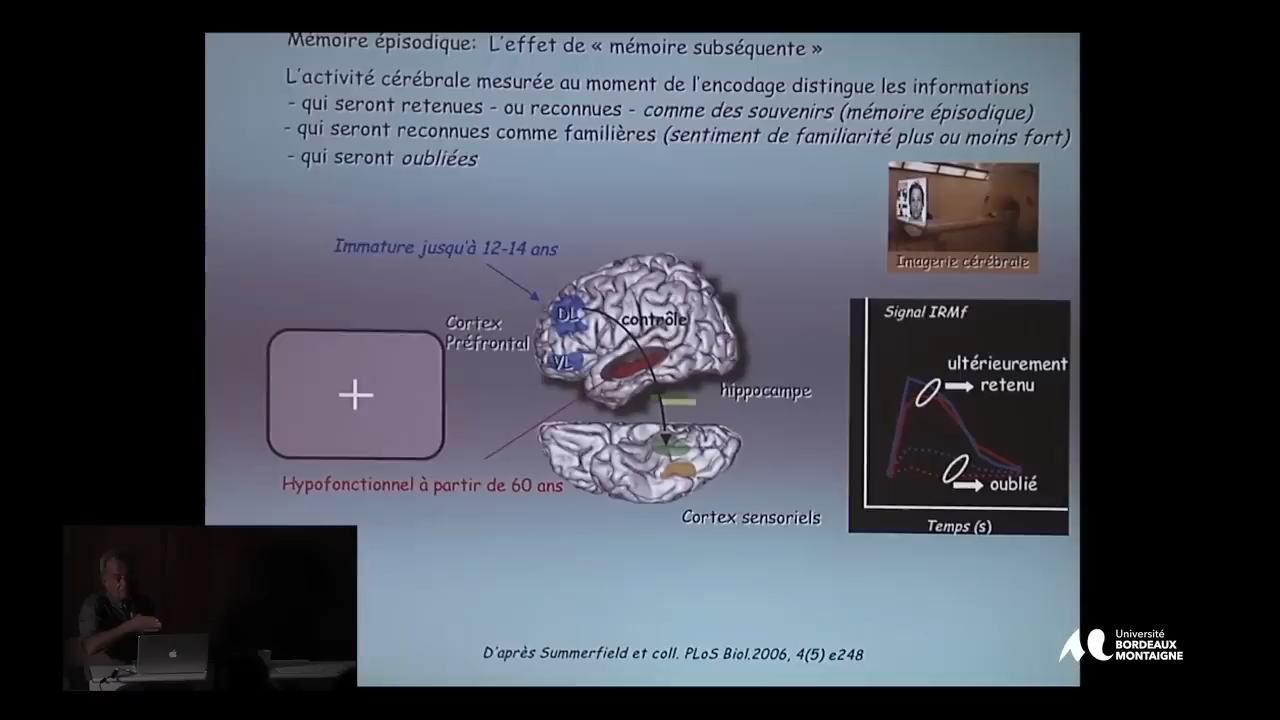 Mémoire épisodique: L'effet de « mémoire subséquente »
L'activité cérébrale mesurée au moment de l'encodage distingue les informations
- qui seront retenues - ou reconnues - comme des souvenirs (mémoire épisodique)
- qui seront reconnues comme familières (sentiment de familiarité plus ou moins fort)
- qui seront oubliées
Imagerie cérébrale
Immature jusqu'à 12-14 ans
DL
contrôle
Cortex
Préfrontal
VL
hippocampe
Hypofonctionnel à partir de 60 ans
Cortex sensoriels
Signal IRMf
ultérieurement
retenu
oublié
Temps (s)
D'après Summerfield et coll. PLoS Biol.2006, 4(5) e248
Université
BORDEAUX
MONTAIGNE